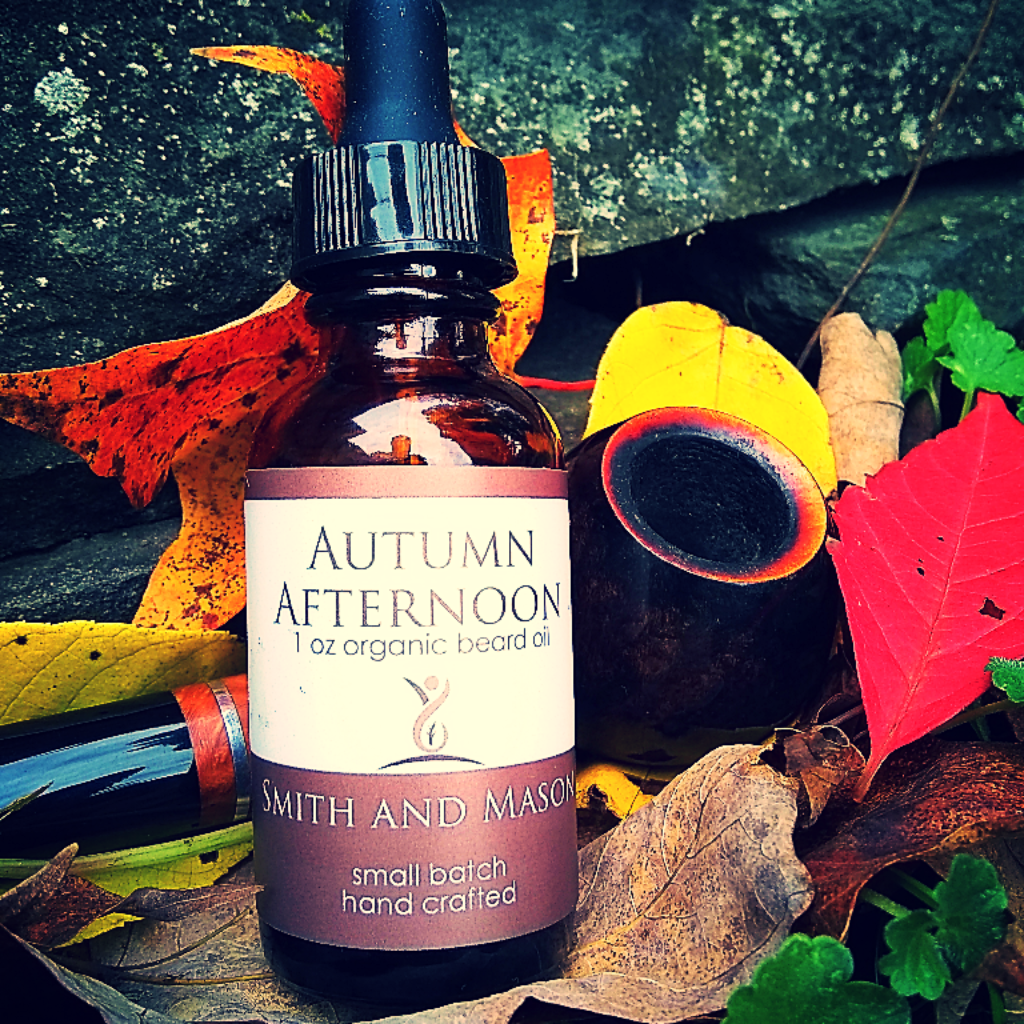 AUTUMN
AFTERNOON
1 oz organic beard oil
SMITH AND MASON
small batch
hand crafted